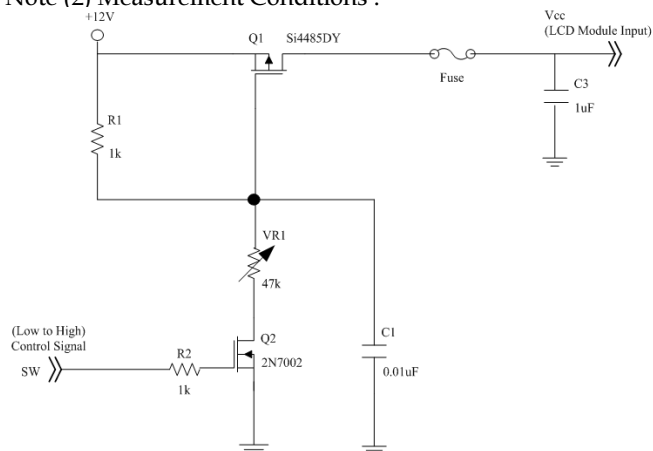 Note (2) Measurement Conditions :
+12V
Q1
Si4485DY
Vcc
(LCD Module Input)
Fuse
C3
1uF
R1
1k
VR1
47k
(Low to High)
Control Signal
SW
R2
1k
Q2
2N7002
C1
0.01uF